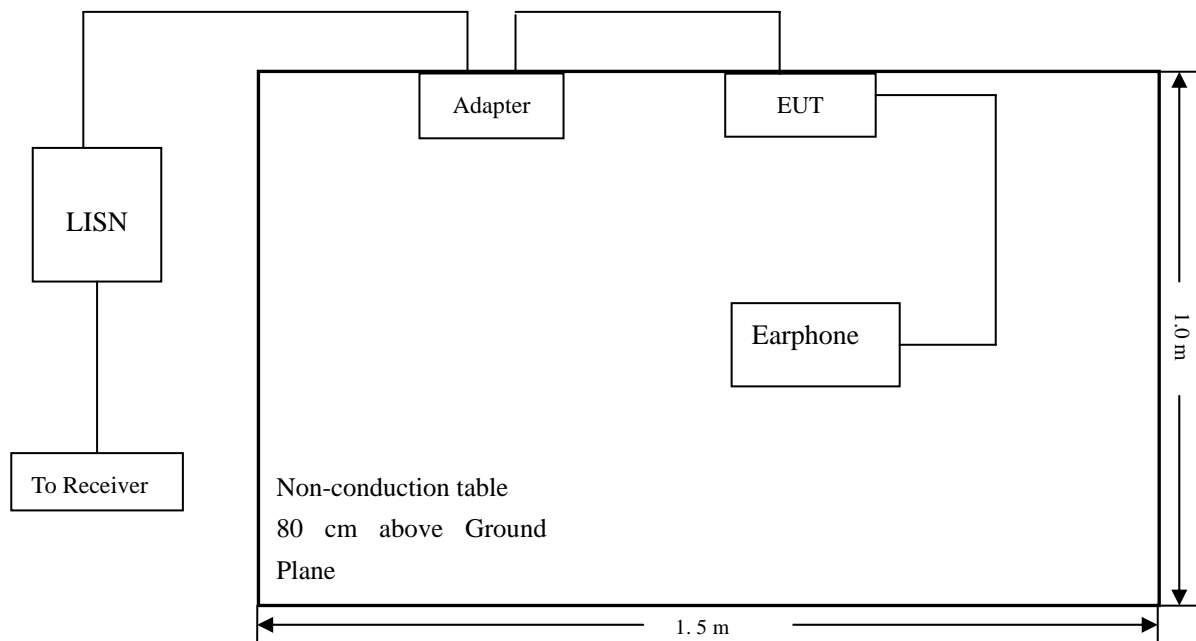 Adapter
EUT
LISN
Earphone
1.0 m
To Receiver
Non-conduction table
80 cm above Ground
Plane
1. 5 m